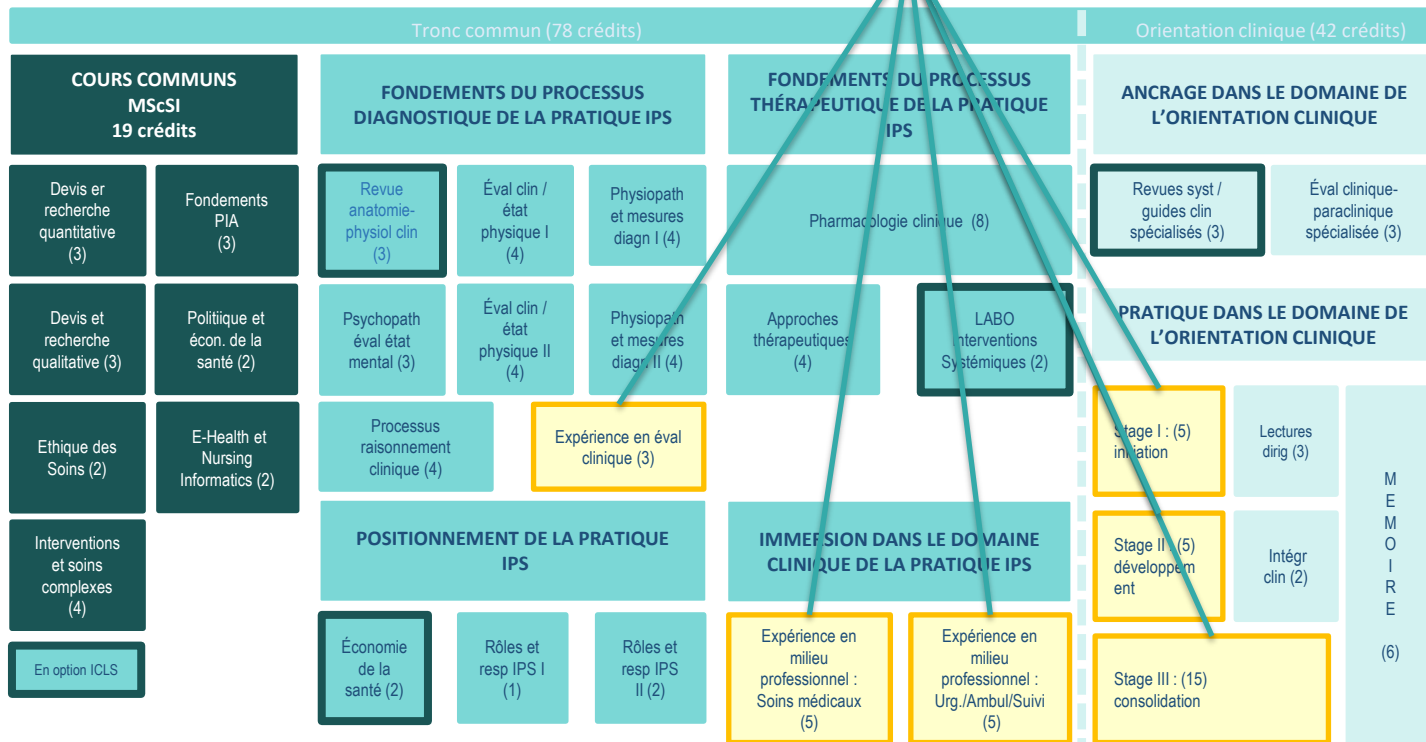 Tronc commun (78 crédits)
Orientation clinique (42 crédits)
COURS COMMUNS
MScSI
19 crédits
Devis er
recherche
quantitative
(3)
Fondements
PIA
(3)
Devis et
recherche
qualitative (3)
Politiique et
écon. de la
santé (2)
Ethique des
Soins (2)
E-Health et
Nursing
Informatics (2)
Interventions
et soins
complexes
(4)
En option ICLS
FONDEMENTS DU PROCESSUS
DIAGNOSTIQUE DE LA PRATIQUE IPS
Revue
anatomie-
physiol clin
(3)
Éval clin /
état
physique I
(4)
Physiopath
et mesures
diagn I (4)
Psychopath
éval état
mental (3)
Éval clin /
état
physique II
(4)
Physiopath
et mesures
diagn II (4)
Processus
raisonnement
clinique (4)
Expérience en éval
clinique (3)
POSITIONNEMENT DE LA PRATIQUE
IPS
Économie
de la
santé (2)
Rôles et
resp IPS I
(1)
Rôles et
resp IPS
II (2)
FONDEMENTS DU PROCESSUS
THÉRAPEUTIQUE DE LA PRATIQUE
IPS
Pharmacologie clinique (8)
Approches
thérapeutiques
(4)
LABO
Interventions
Systémiques (2)
IMMERSION DANS LE DOMAINE
CLINIQUE DE LA PRATIQUE IPS
Expérience en
milieu
professionnel :
Soins médicaux
(5)
Expérience en
milieu
professionnel :
Urg./Ambul/Suivi
(5)
ANCRAGE DANS LE DOMAINE DE
L’ORIENTATION CLINIQUE
Revues syst /
guides clin
spécialisés (3)
Éval clinique-
paraclinique
spécialisée (3)
PRATIQUE DANS LE DOMAINE DE
L’ORIENTATION CLINIQUE
Stage I : (5)
initiation
Lectures
dirig (3)
Stage II : (5)
développem
ent
Intégr
clin (2)
Stage III : (15)
consolidation
M
E
M
O
I
R
E
(6)